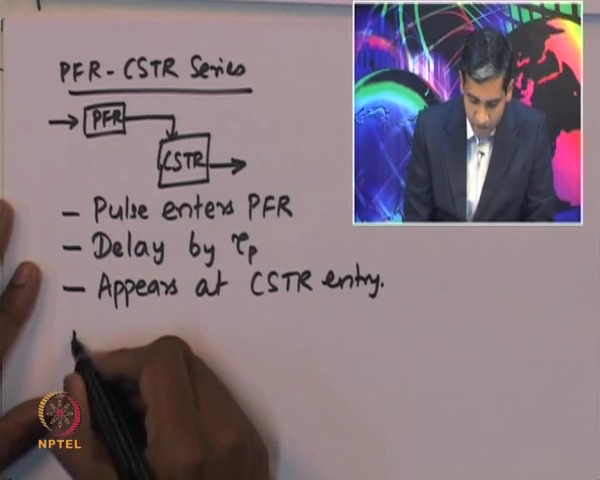 PFR-CSTR Series
PFR
CSTR
- Pulse enters PFR
- Delay by τp
- Appears at CSTR entry.
NPTEL